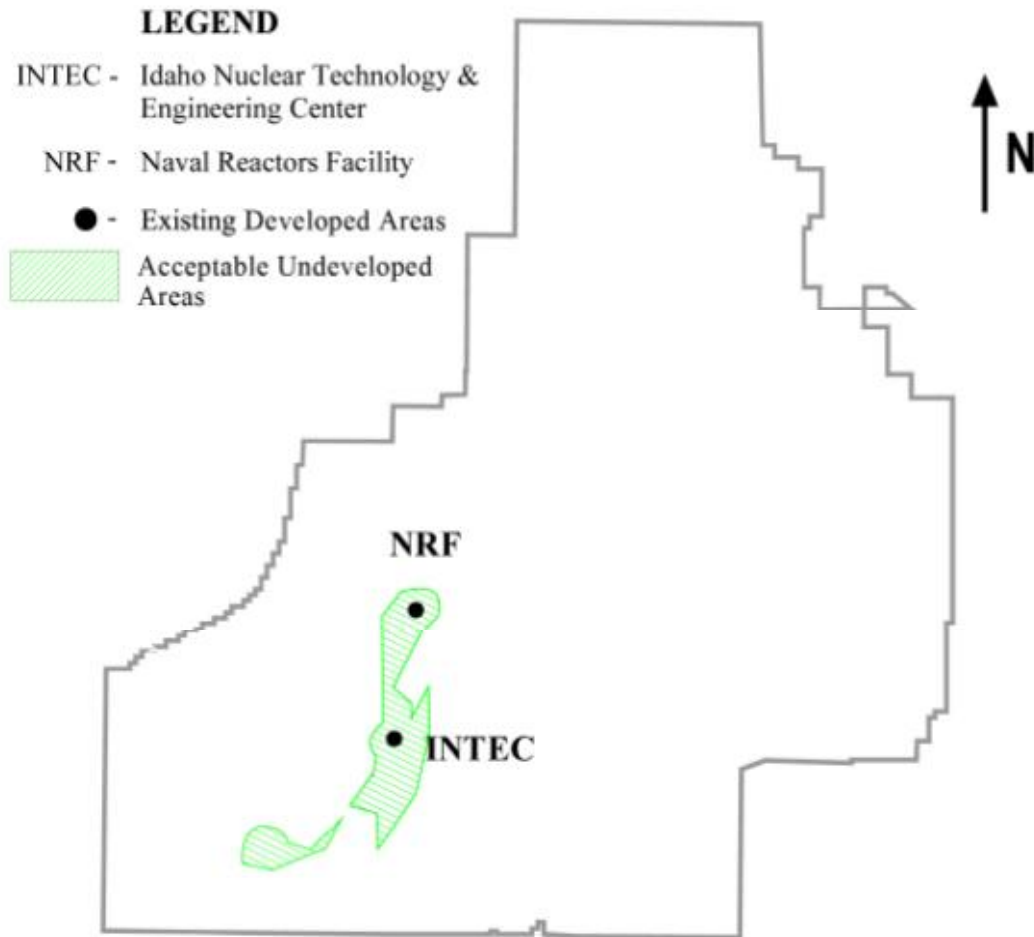 LEGEND
INTEC - Idaho Nuclear Technology &
Engineering Center
NRF - Naval Reactors Facility
- Existing Developed Areas
Acceptable Undeveloped
Areas
N
NRF
INTEC